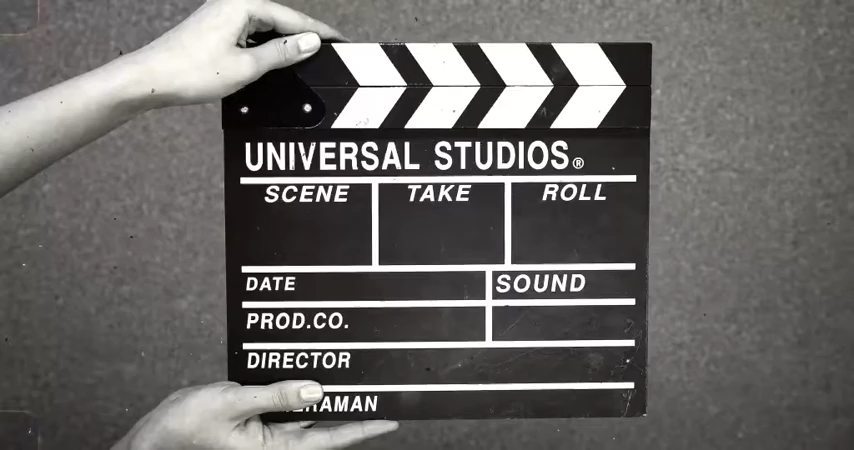 UNIVERSAL STUDIOS®
SCENE TAKE ROLL
DATE SOUND
PROD.CO.
DIRECTOR